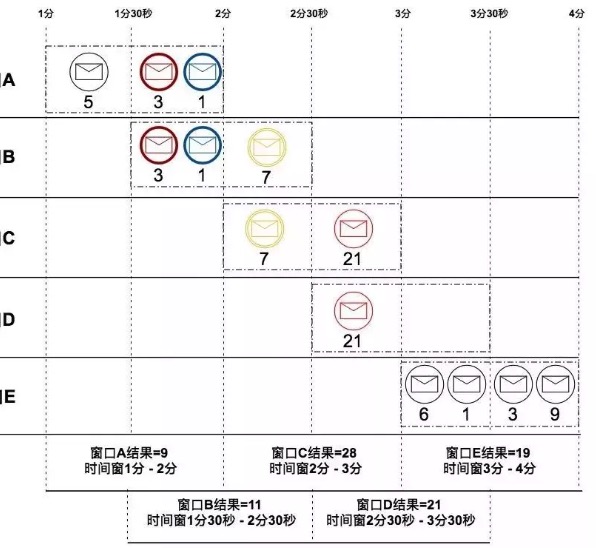 1分 1分30秒 2分 2分30秒 3分 3分30秒 4分
A
5 3 1
B
3 1 7
C
7 21
D
21
E
6 1 3 9
窗口A结果=9 窗口C结果=28 窗口E结果=19
时间窗1分 - 2分 时间窗2分 - 3分 时间窗3分 - 4分
窗口B结果=11 窗口D结果=21
时间窗1分30秒 - 2分30秒 时间窗2分30秒 - 3分30秒